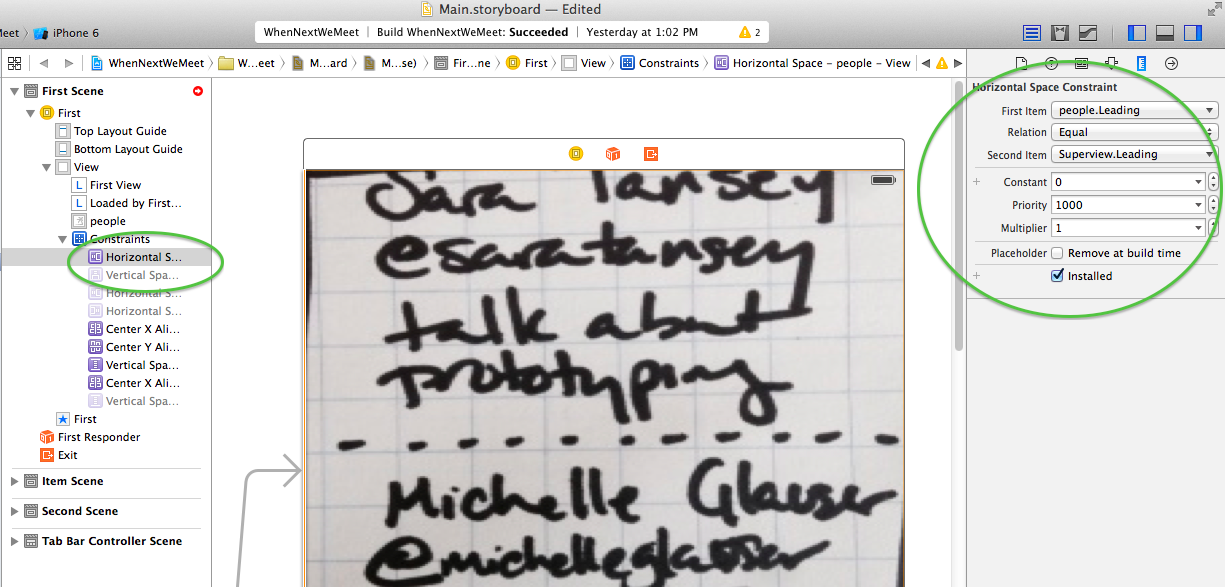 Main.storyboard — Edited
Meet 〉 iPhone 6
WhenNextWeMeet | Build WhenNextWeMeet: Succeeded | Yesterday at 1:02 PM 2
WhenNextWeMeet 〉 W...eet 〉 M...ard 〉 M...se) 〉 Fir...ne 〉 First 〉 View 〉 Constraints 〉 Horizontal Space – people – View
First Scene
First
Top Layout Guide
Bottom Layout Guide
View
L First View
L Loaded by First...
people
Constraints
Horizontal S...
Vertical Spa...
Horizontal S...
Horizontal S...
Center X Ali...
Center Y Ali...
Vertical Spa...
Center X Ali...
Vertical Spa...
First
First Responder
Exit
Item Scene
Second Scene
Tab Bar Controller Scene
Sara Tansey
@saratansey
talk about
prototyping
Michelle Glauser
@michelleglauser
Horizontal Space Constraint
First Item people.Leading
Relation Equal
Second Item Superview.Leading
Constant 0
Priority 1000
Multiplier 1
Placeholder Remove at build time
Installed